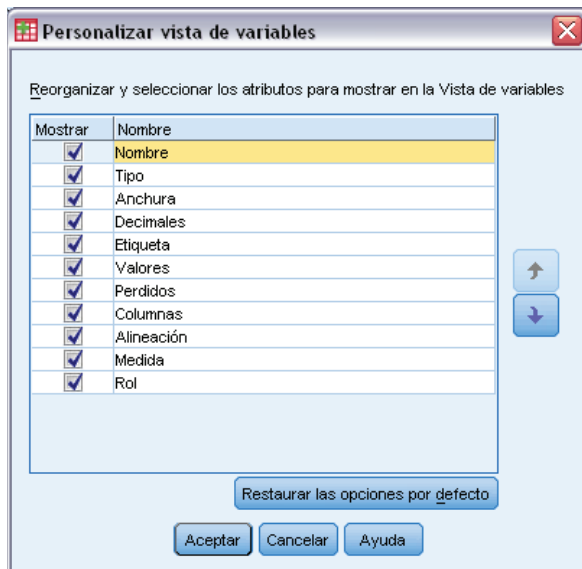 Personalizar vista de variables
Reorganizar y seleccionar los atributos para mostrar en la Vista de variables
Mostrar Nombre
Nombre
Tipo
Anchura
Decimales
Etiqueta
Valores
Perdidos
Columnas
Alineación
Medida
Rol
Restaurar las opciones por defecto
Aceptar Cancelar Ayuda